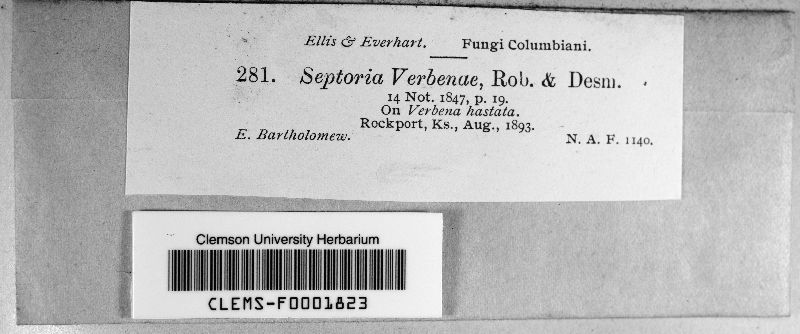 Ellis & Everhart. Fungi Columbiani.
281. Septoria Verbenae, Rob. & Desm.
14 Not. 1847, p. 19.
On Verbena hastata.
Rockport, Ks., Aug., 1893.
E. Bartholomew. N. A. F. 1140.
Clemson University Herbarium
CLEMS-F0001823